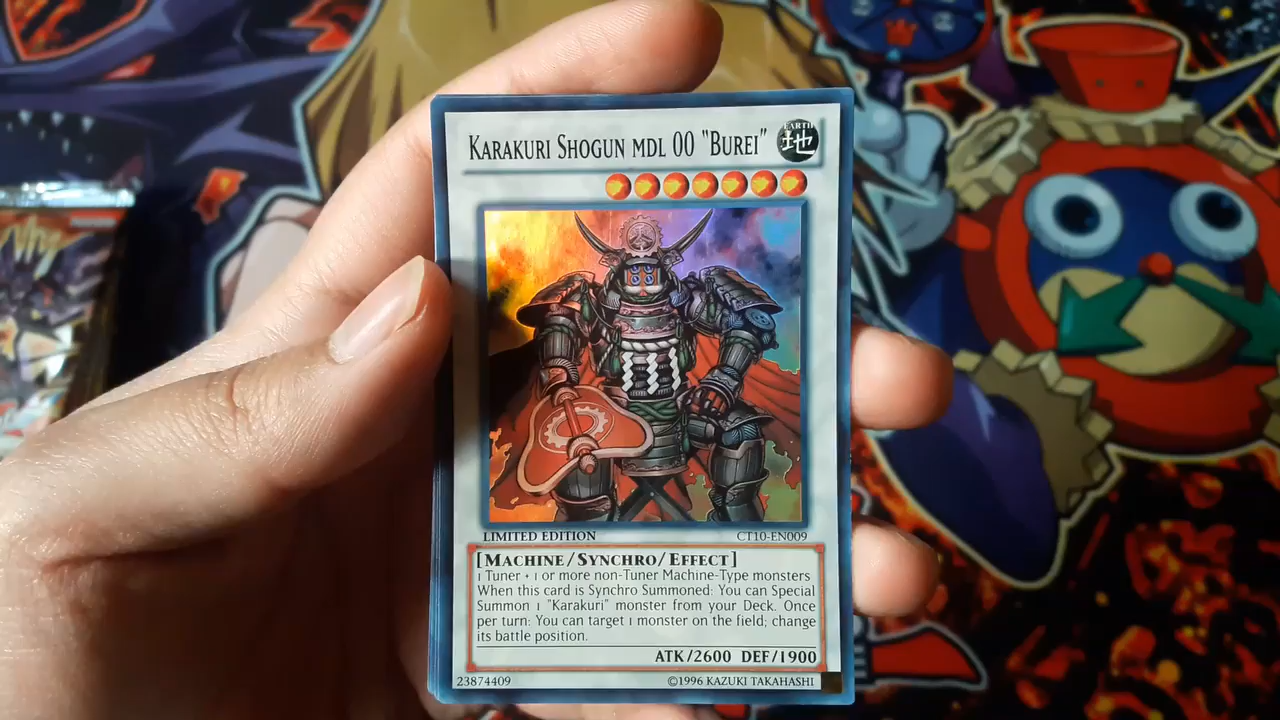 KARAKURI SHOGUN MDL 00 "BUREI"
EARTH
地
LIMITED EDITION
CT10-EN009
[MACHINE/SYNCHRO/EFFECT]
1 Tuner + 1 or more non-Tuner Machine-Type monsters
When this card is Synchro Summoned: You can Special
Summon 1 "Karakuri" monster from your Deck. Once
per turn: You can target 1 monster on the field; change
its battle position.
ATK/2600 DEF/1900
23874409
©1996 KAZUKI TAKAHASHI